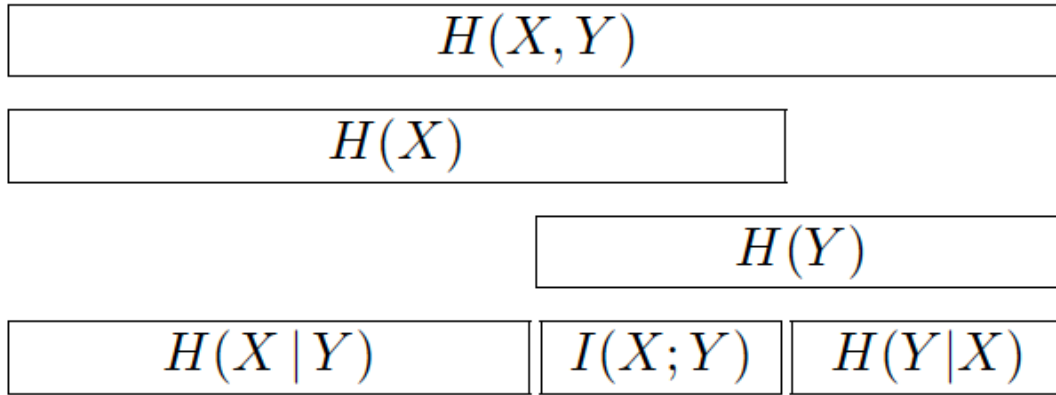 H(X, Y)
H(X)
H(Y)
H(X | Y) I(X; Y) H(Y|X)